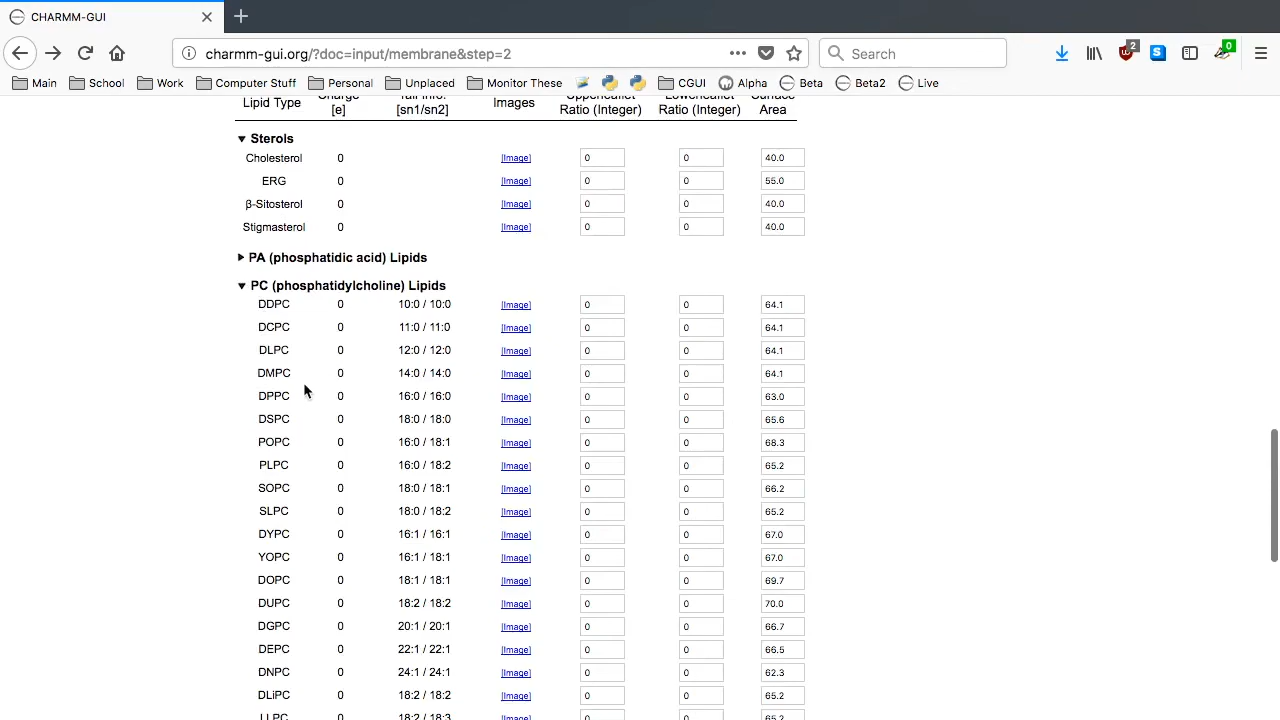 CHARMM-GUI
charmm-gui.org/?doc=input/membrane&step=2
Search
2
0
Main School Work Computer Stuff Personal Unplaced Monitor These CGUI Alpha Beta Beta2 Live
Lipid Type [e] [sn1/sn2] Images Ratio (Integer) Ratio (Integer) Area
Sterols
Cholesterol 0 [Image] 0 0 40.0
ERG 0 [Image] 0 0 55.0
β-Sitosterol 0 [Image] 0 0 40.0
Stigmasterol 0 [Image] 0 0 40.0
PA (phosphatidic acid) Lipids
PC (phosphatidylcholine) Lipids
DDPC 0 10:0 / 10:0 [Image] 0 0 64.1
DCPC 0 11:0 / 11:0 [Image] 0 0 64.1
DLPC 0 12:0 / 12:0 [Image] 0 0 64.1
DMPC 0 14:0 / 14:0 [Image] 0 0 64.1
DPPC 0 16:0 / 16:0 [Image] 0 0 63.0
DSPC 0 18:0 / 18:0 [Image] 0 0 65.6
POPC 0 16:0 / 18:1 [Image] 0 0 68.3
PLPC 0 16:0 / 18:2 [Image] 0 0 65.2
SOPC 0 18:0 / 18:1 [Image] 0 0 66.2
SLPC 0 18:0 / 18:2 [Image] 0 0 65.2
DYPC 0 16:1 / 16:1 [Image] 0 0 67.0
YOPC 0 16:1 / 18:1 [Image] 0 0 67.0
DOPC 0 18:1 / 18:1 [Image] 0 0 69.7
DUPC 0 18:2 / 18:2 [Image] 0 0 70.0
DGPC 0 20:1 / 20:1 [Image] 0 0 66.7
DEPC 0 22:1 / 22:1 [Image] 0 0 66.5
DNPC 0 24:1 / 24:1 [Image] 0 0 62.3
DLiPC 0 18:2 / 18:2 [Image] 0 0 65.2
LLPC 0 18:2 / 18:3 [Image] 0 0 65.2